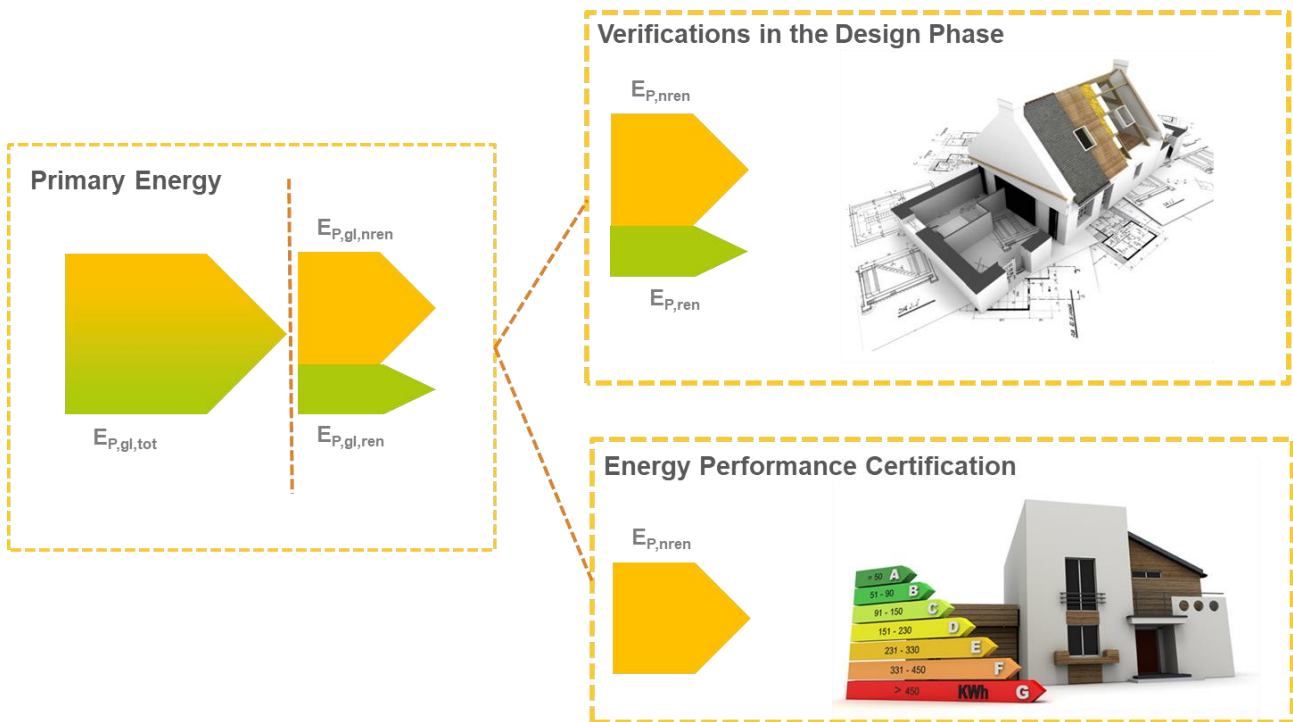 Primary Energy
E_P,gl,tot
E_P,gl,nren
E_P,gl,ren
Verifications in the Design Phase
E_P,nren
E_P,ren
Energy Performance Certification
E_P,nren
= 50 A
51 - 90 B
91 - 150 C
151 - 230 D
231 - 330 E
331 - 450 F
> 450 KWh G